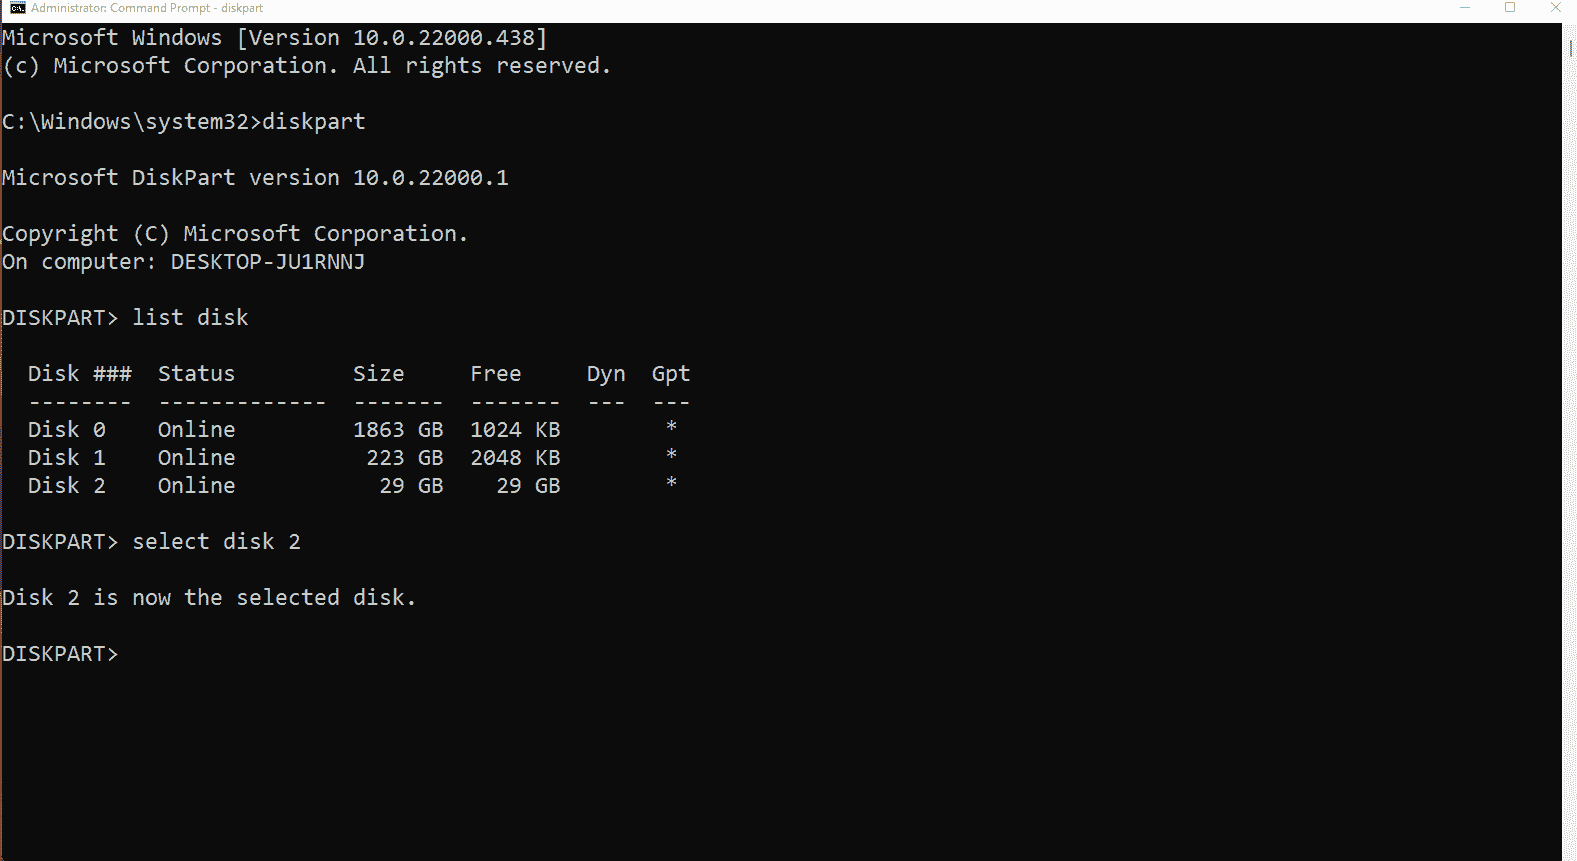 Administrator: Command Prompt - diskpart
Microsoft Windows [Version 10.0.22000.438]
(c) Microsoft Corporation. All rights reserved.
C:\Windows\system32>diskpart
Microsoft DiskPart version 10.0.22000.1
Copyright (C) Microsoft Corporation.
On computer: DESKTOP-JU1RNNJ
DISKPART> list disk
  Disk ###  Status         Size     Free     Dyn  Gpt
  --------  -------------  -------  -------  ---  ---
  Disk 0    Online         1863 GB  1024 KB        *
  Disk 1    Online          223 GB  2048 KB        *
  Disk 2    Online           29 GB    29 GB        *
DISKPART> select disk 2
Disk 2 is now the selected disk.
DISKPART>